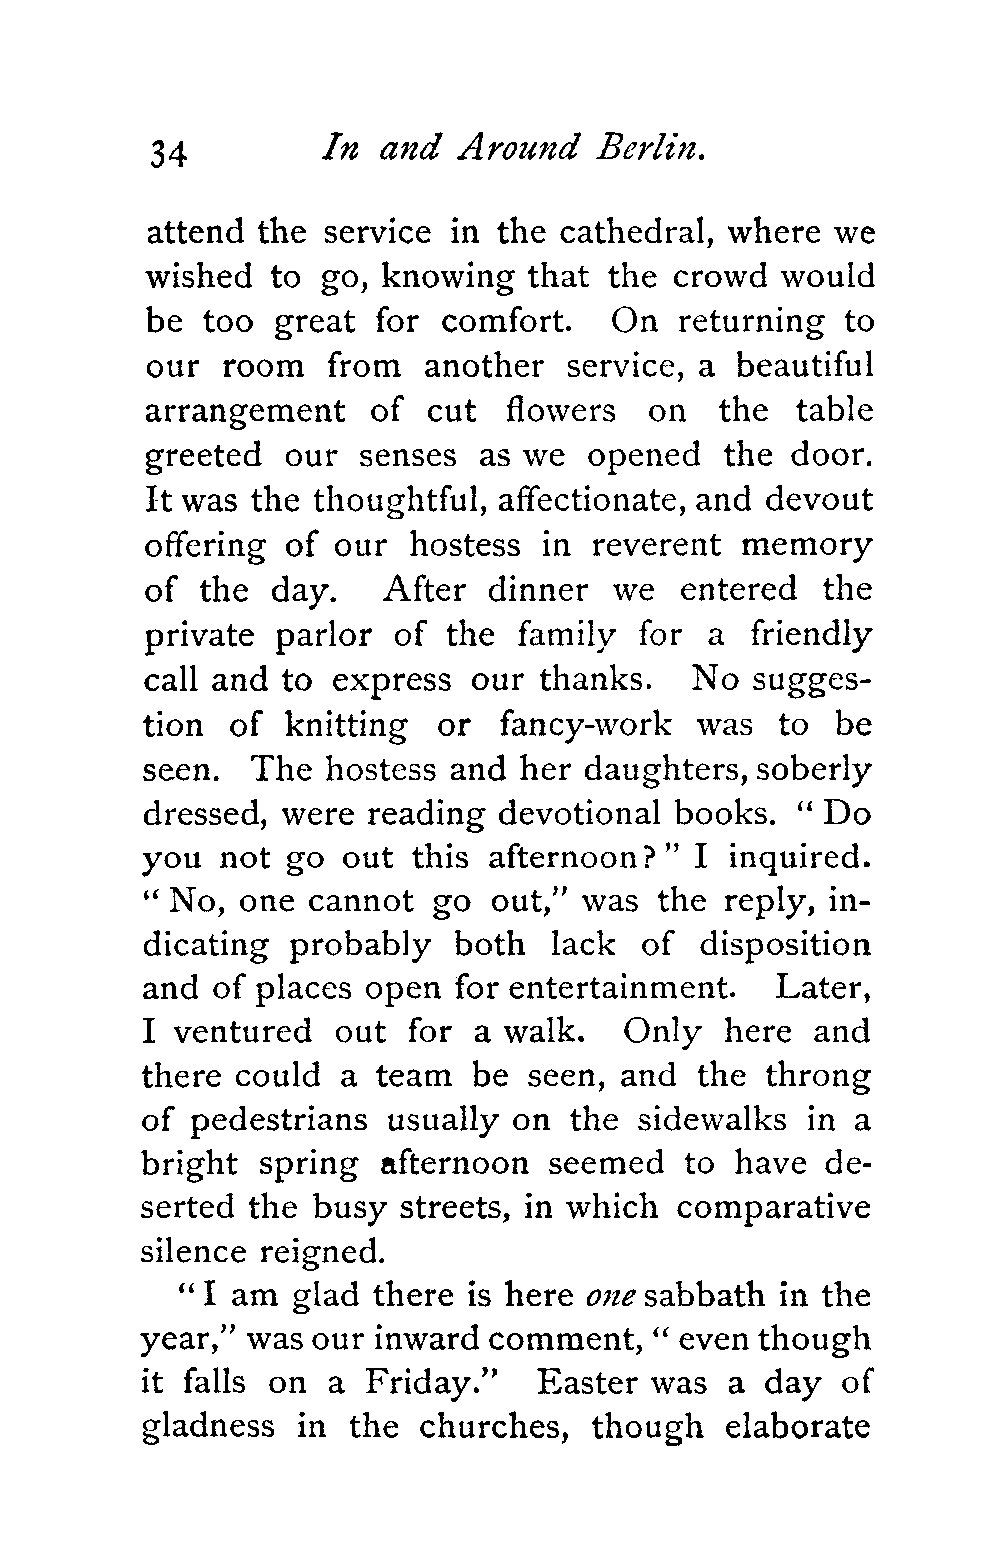 34 In and Around Berlin.
attend the service in the cathedral, where we
wished to go, knowing that the crowd would
be too great for comfort. On returning to
our room from another service, a beautiful
arrangement of cut flowers on the table
greeted our senses as we opened the door.
It was the thoughtful, affectionate, and devout
offering of our hostess in reverent memory
of the day. After dinner we entered the
private parlor of the family for a friendly
call and to express our thanks. No sugges-
tion of knitting or fancy-work was to be
seen. The hostess and her daughters, soberly
dressed, were reading devotional books. " Do
you not go out this afternoon? " I inquired.
" No, one cannot go out," was the reply, in-
dicating probably both lack of disposition
and of places open for entertainment. Later,
I ventured out for a walk. Only here and
there could a team be seen, and the throng
of pedestrians usually on the sidewalks in a
bright spring afternoon seemed to have de-
serted the busy streets, in which comparative
silence reigned.
" I am glad there is here one sabbath in the
year," was our inward comment, " even though
it falls on a Friday." Easter was a day of
gladness in the churches, though elaborate